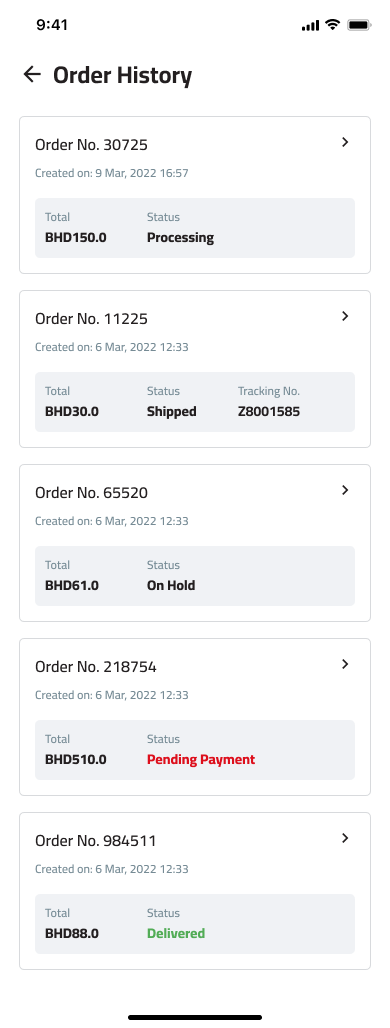 9:41
Order History
Order No. 30725
Created on: 9 Mar, 2022 16:57
Total Status
BHD150.0 Processing
Order No. 11225
Created on: 6 Mar, 2022 12:33
Total Status Tracking No.
BHD30.0 Shipped Z8001585
Order No. 65520
Created on: 6 Mar, 2022 12:33
Total Status
BHD61.0 On Hold
Order No. 218754
Created on: 6 Mar, 2022 12:33
Total Status
BHD510.0 Pending Payment
Order No. 984511
Created on: 6 Mar, 2022 12:33
Total Status
BHD88.0 Delivered